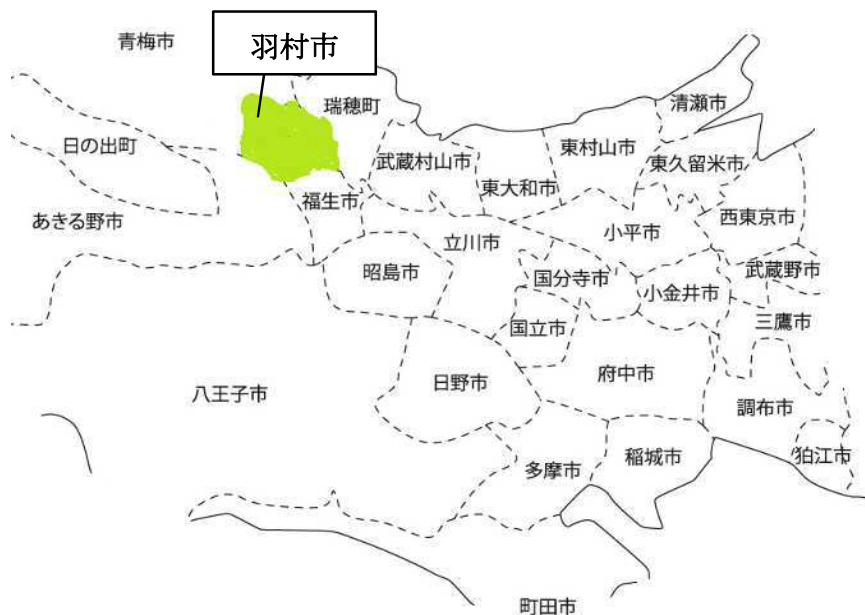 青梅市
羽村市
瑞穂町
清瀬市
日の出町
武蔵村山市
東村山市
東久留米市
東大和市
あきる野市
福生市
西東京市
立川市
小平市
昭島市
国分寺市
武蔵野市
小金井市
国立市
三鷹市
八王子市
日野市
府中市
調布市
多摩市
稲城市
狛江市
町田市